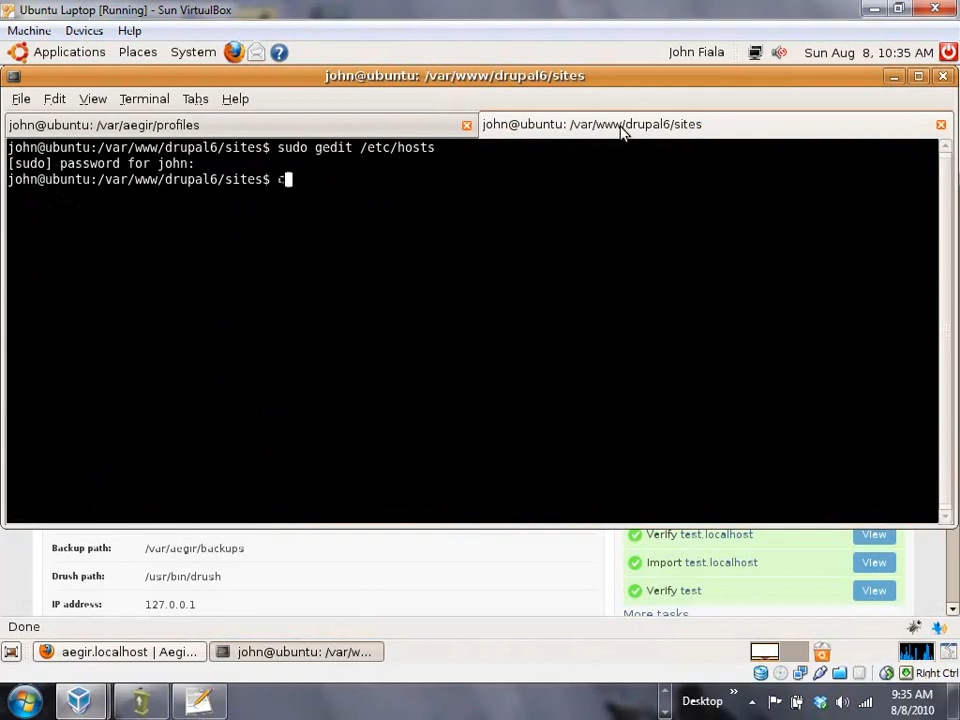 Ubuntu Laptop [Running] - Sun VirtualBox
Machine Devices Help
Applications Places System John Fiala Sun Aug 8, 10:35 AM
john@ubuntu: /var/www/drupal6/sites
File Edit View Terminal Tabs Help
john@ubuntu: /var/aegir/profiles
john@ubuntu: /var/www/drupal6/sites
john@ubuntu:/var/www/drupal6/sites$ sudo gedit /etc/hosts
[sudo] password for john:
john@ubuntu:/var/www/drupal6/sites$ c
Backup path: /var/aegir/backups
Drush path: /usr/bin/drush
IP address: 127.0.0.1
Verify test.localhost View
Import test.localhost View
Verify test View
More tasks
Done
aegir.localhost | Aegi...
john@ubuntu: /var/w...
Right Ctrl
Desktop
9:35 AM
8/8/2010